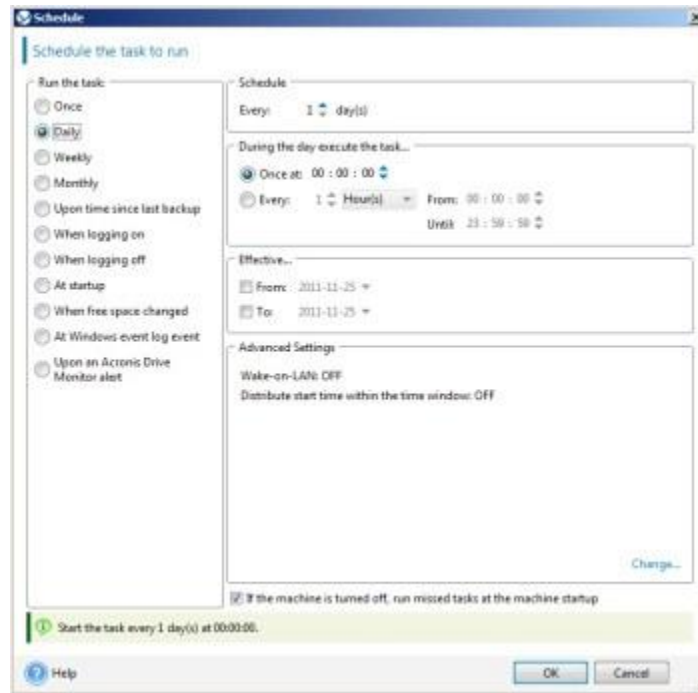 Schedule
Schedule the task to run
Run the task:
Once
Daily
Weekly
Monthly
Upon time since last backup
When logging on
When logging off
At startup
When free space changed
At Windows event log event
Upon an Acronis Drive
Monitor alert
Schedule
Every: 1 day(s)
During the day execute the task...
Once at: 00 : 00 : 00
Every: 1 Hour(s) From: 00 : 00 : 00
Until: 23 : 59 : 59
Effective...
From: 2011-11-25
To: 2011-11-25
Advanced Settings
Wake-on-LAN: OFF
Distribute start time within the time window: OFF
Change...
If the machine is turned off, run missed tasks at the machine startup
Start the task every 1 day(s) at 00:00:00.
Help
OK
Cancel